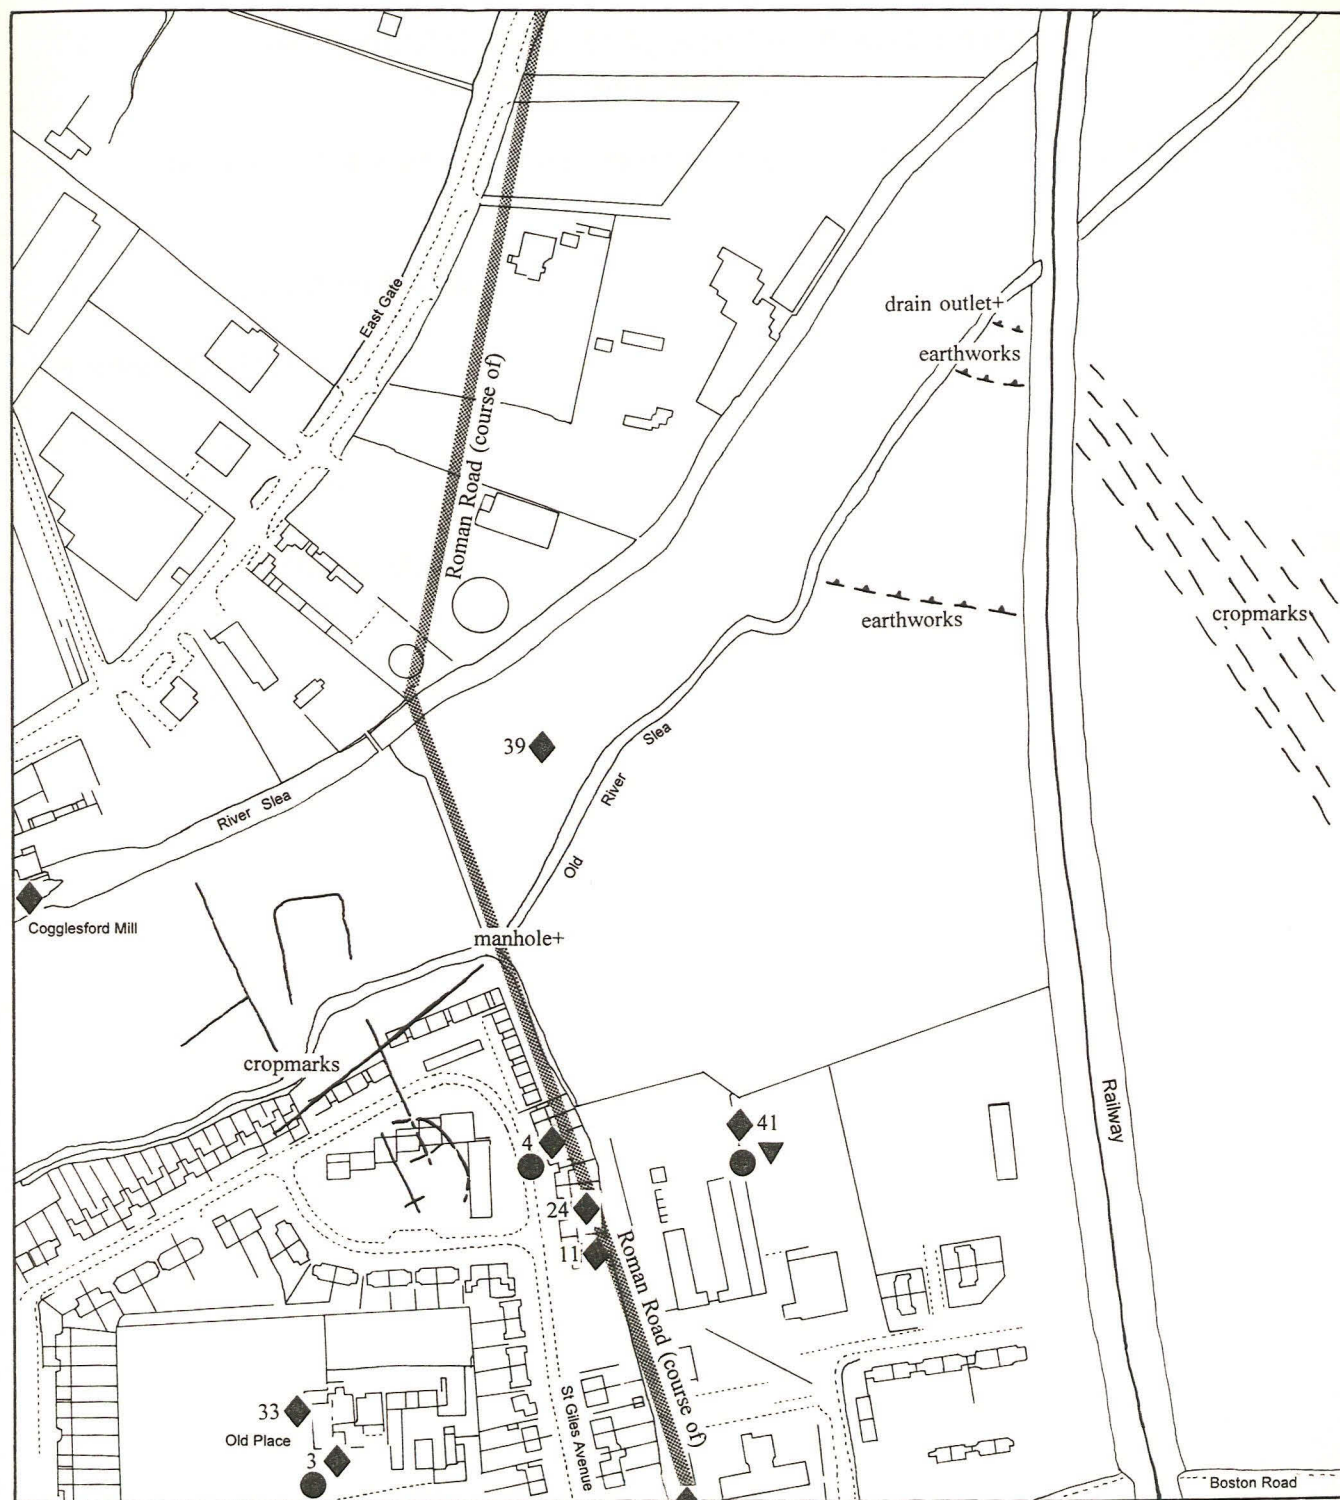 East Gate
drain outlet+
earthworks
Roman Road (course of)
cropmarks
earthworks
39
Old River Slea
River Slea
Cogglesford Mill
manhole+
cropmarks
Railway
41
4
24
11
Roman Road (course of)
St Giles Avenue
33
Old Place
3
Boston Road